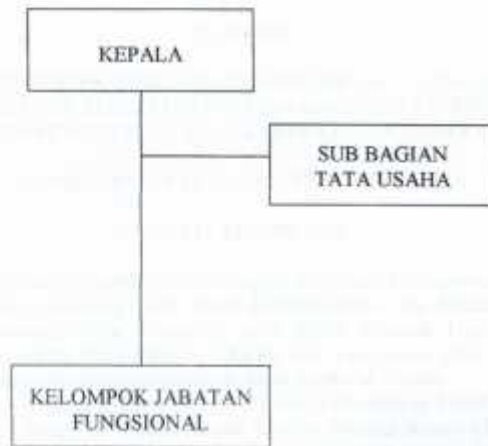 KEPALA
SUB BAGIAN
TATA USAHA
KELOMPOK JABATAN
FUNGSIONAL